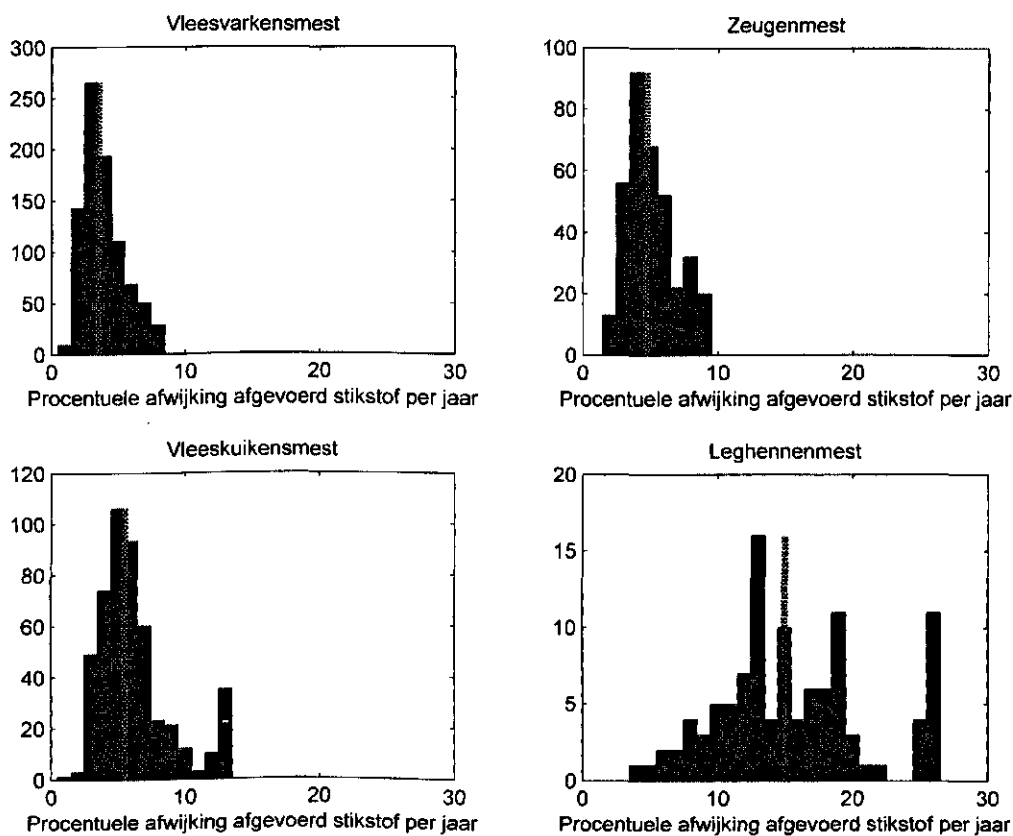 Vleesvarkensmest
300
250
200
150
100
50
0
0 10 20 30
Procentuele afwijking afgevoerd stikstof per jaar
Zeugenmest
100
80
60
40
20
0
0 10 20 30
Procentuele afwijking afgevoerd stikstof per jaar
Vleeskuikensmest
120
100
80
60
40
20
0
0 10 20 30
Procentuele afwijking afgevoerd stikstof per jaar
Leghennenmest
20
15
10
5
0
0 10 20 30
Procentuele afwijking afgevoerd stikstof per jaar